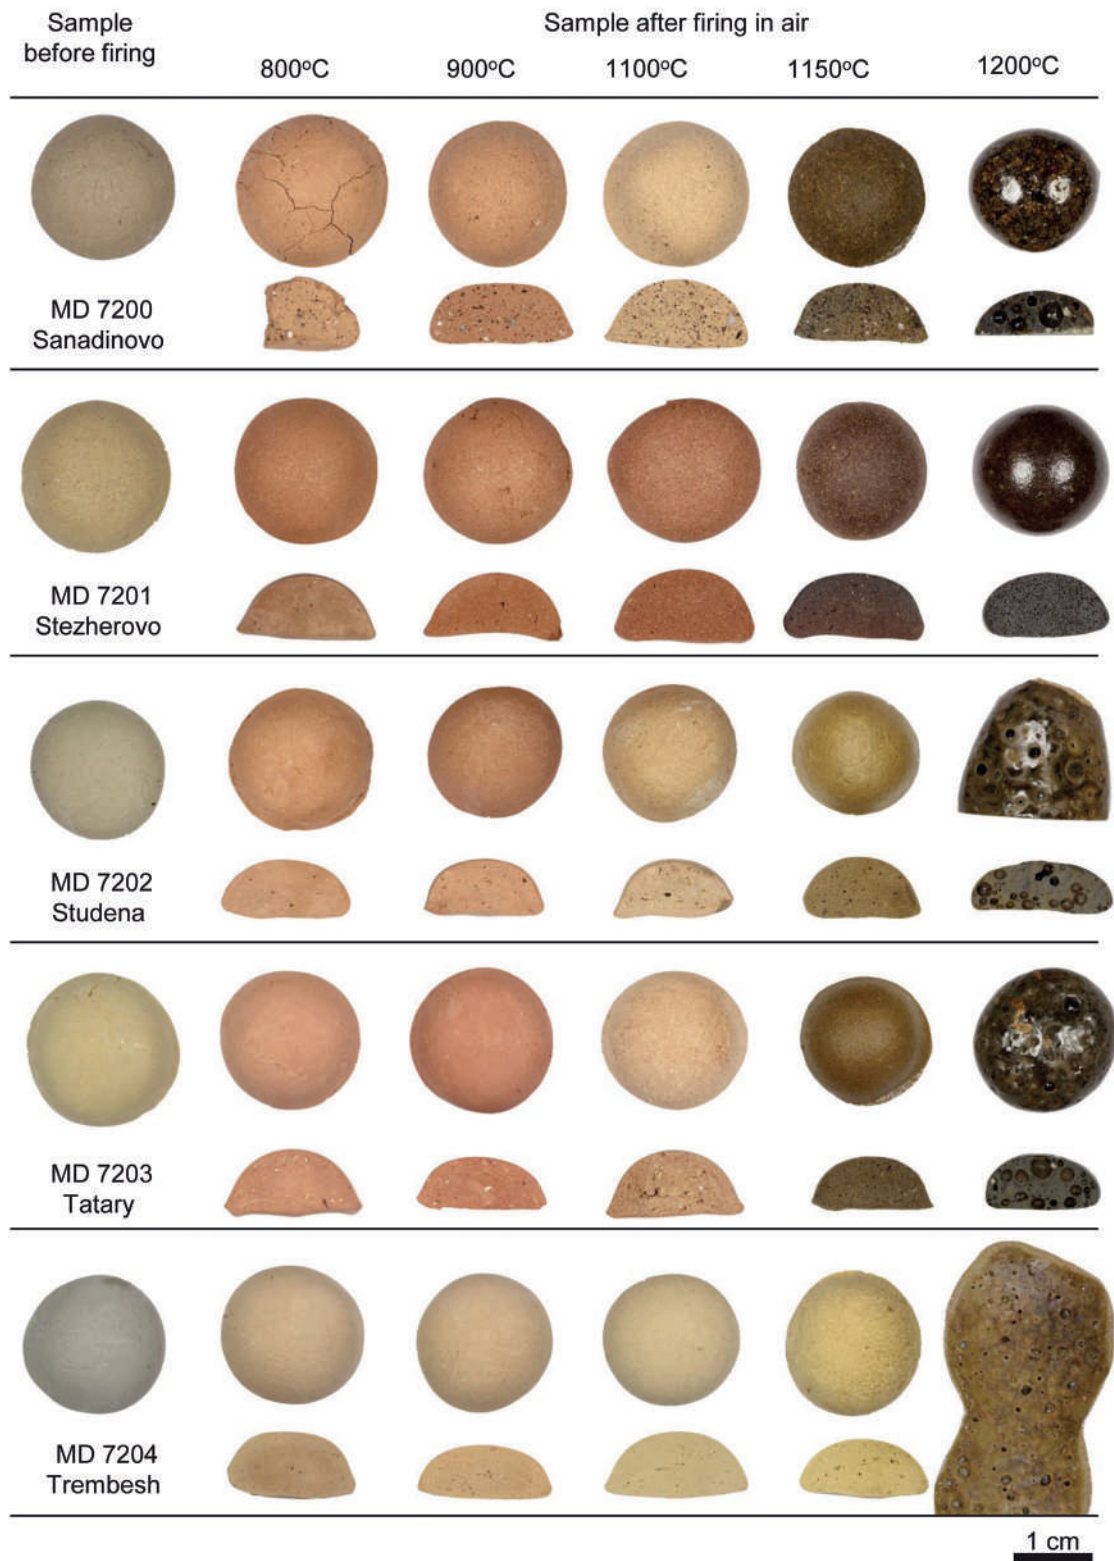 Sample
before firing
Sample after firing in air
800°C
900°C
1100°C
1150°C
1200°C
MD 7200
Sanadinovo
MD 7201
Stezherovo
MD 7202
Studena
MD 7203
Tatary
MD 7204
Trembesh
1 cm